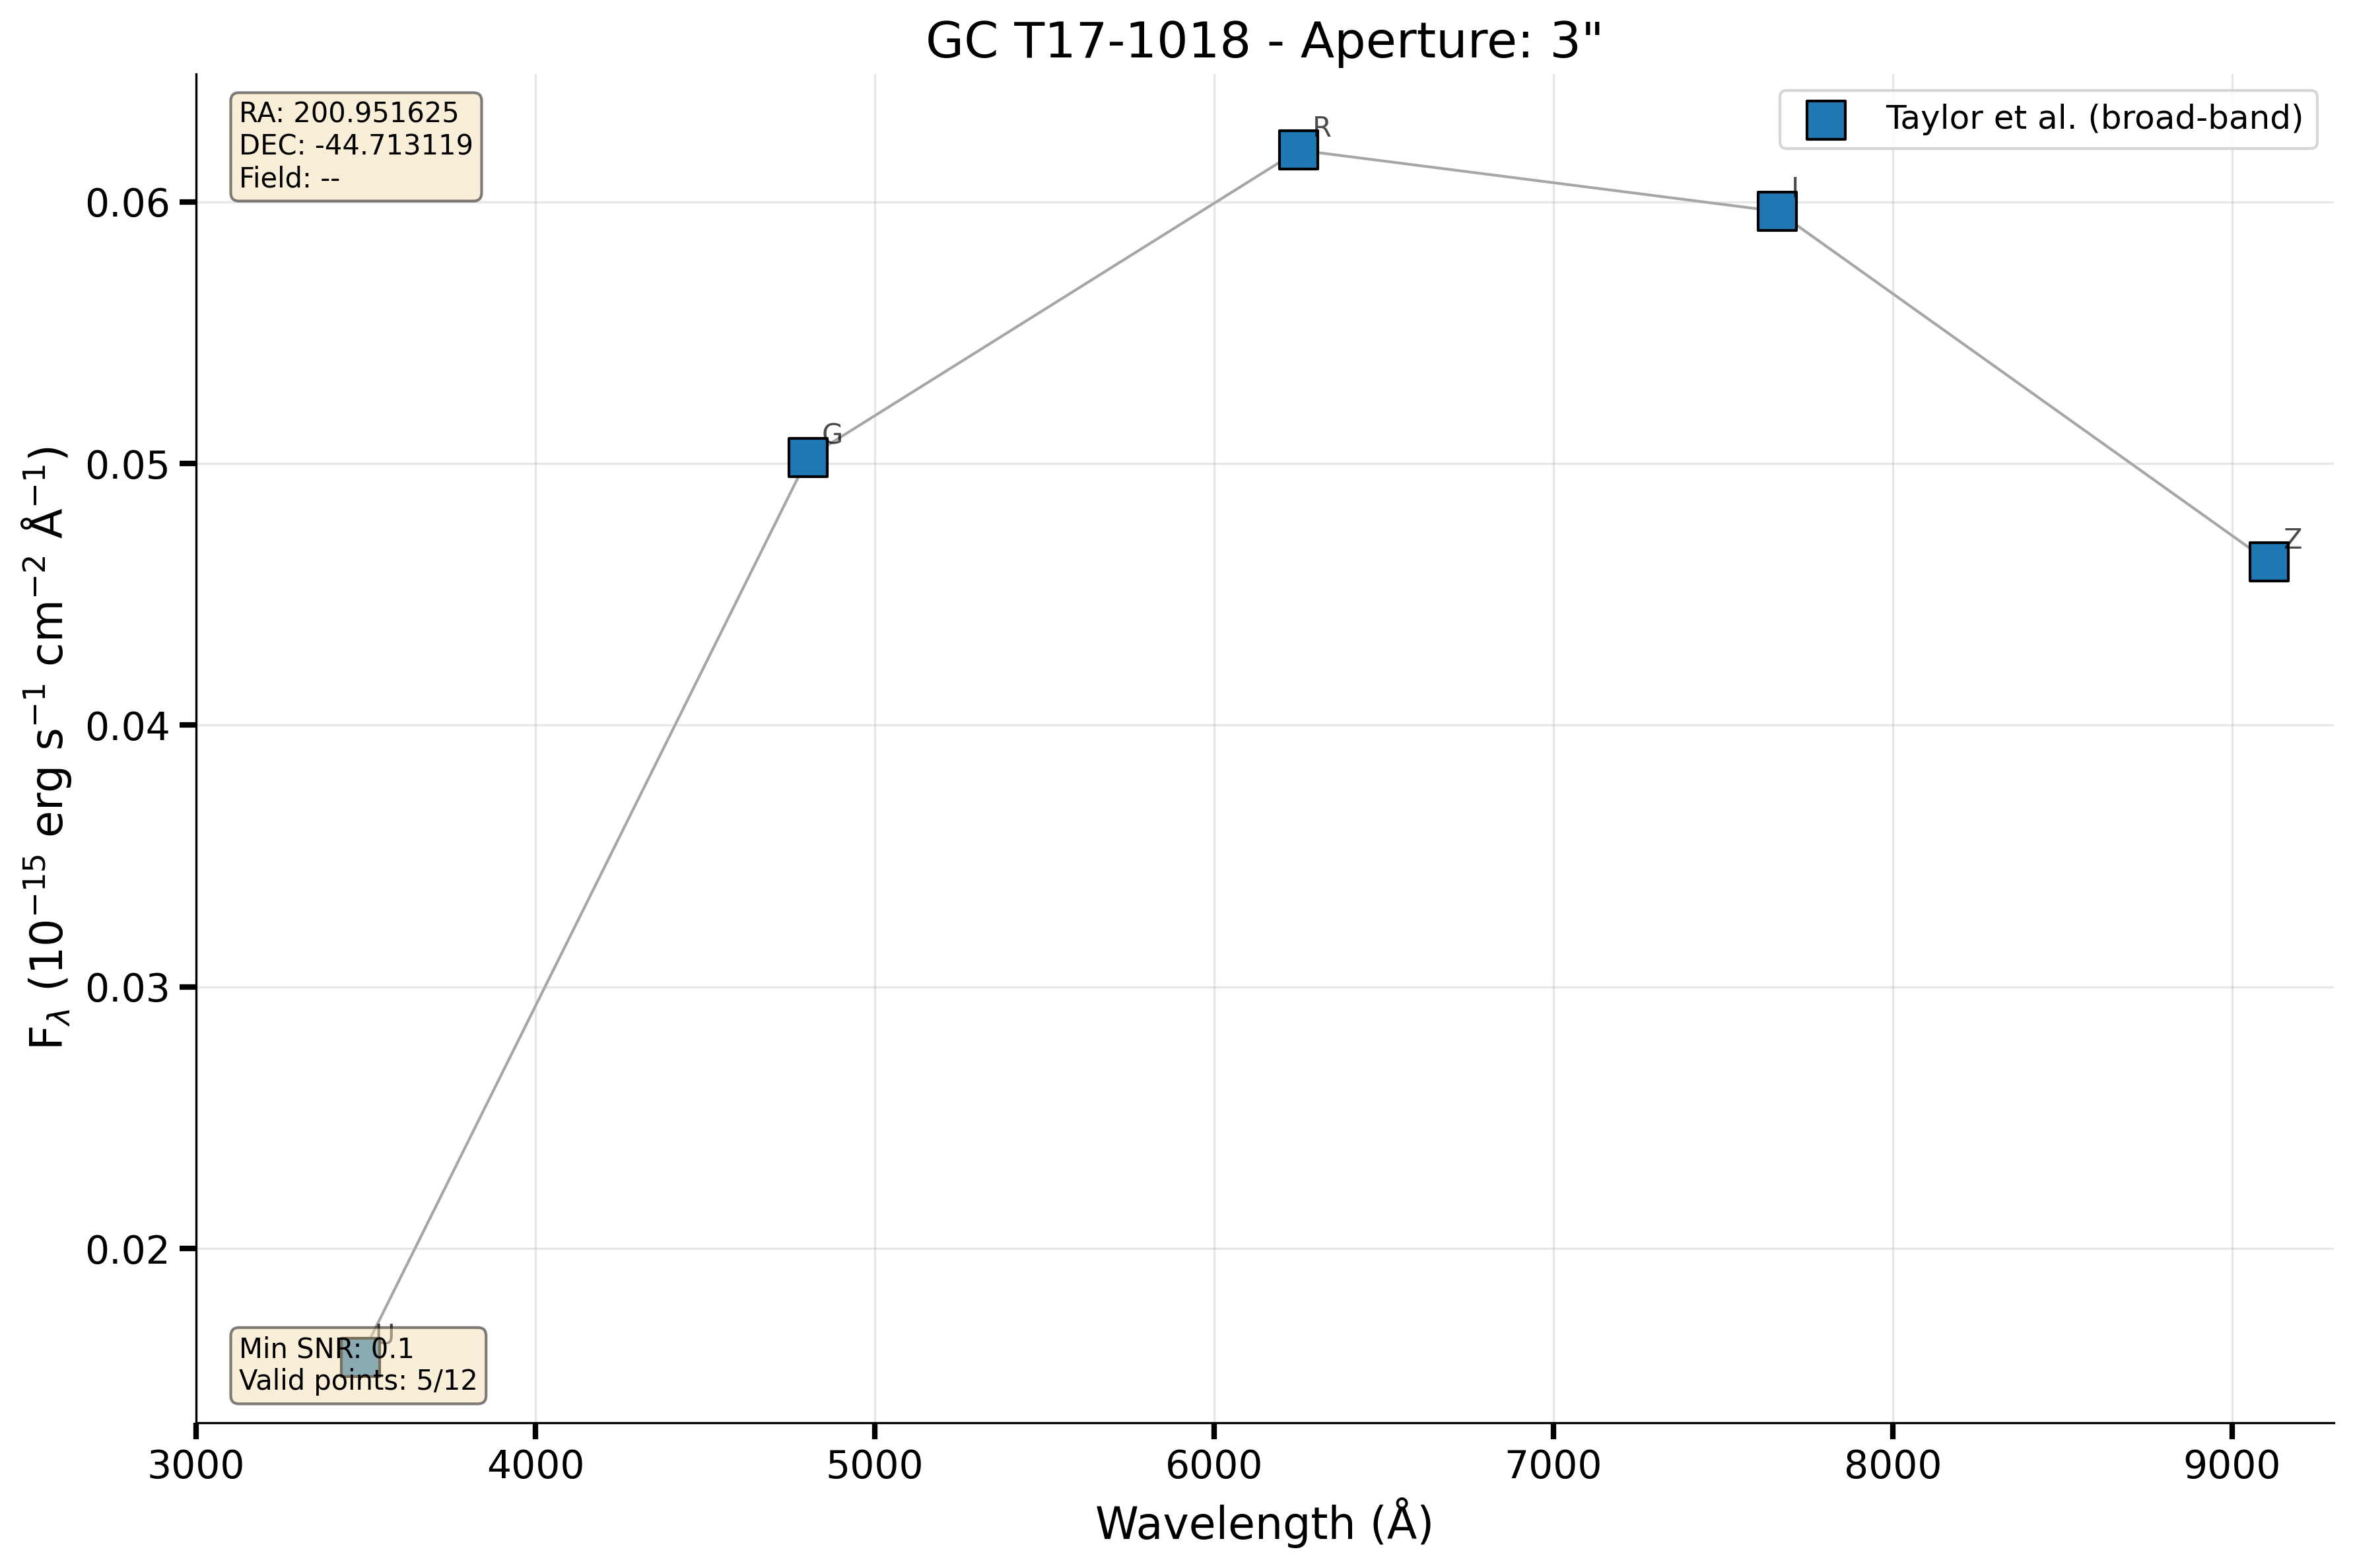 GC T17-1018 - Aperture: 3"
RA: 200.951625
DEC: -44.713119
Field: --
Taylor et al. (broad-band)
R
I
G
Z
U
Min SNR: 0.1
Valid points: 5/12
F_λ (10⁻¹⁵ erg s⁻¹ cm⁻² Å⁻¹)
0.06
0.05
0.04
0.03
0.02
3000 4000 5000 6000 7000 8000 9000
Wavelength (Å)